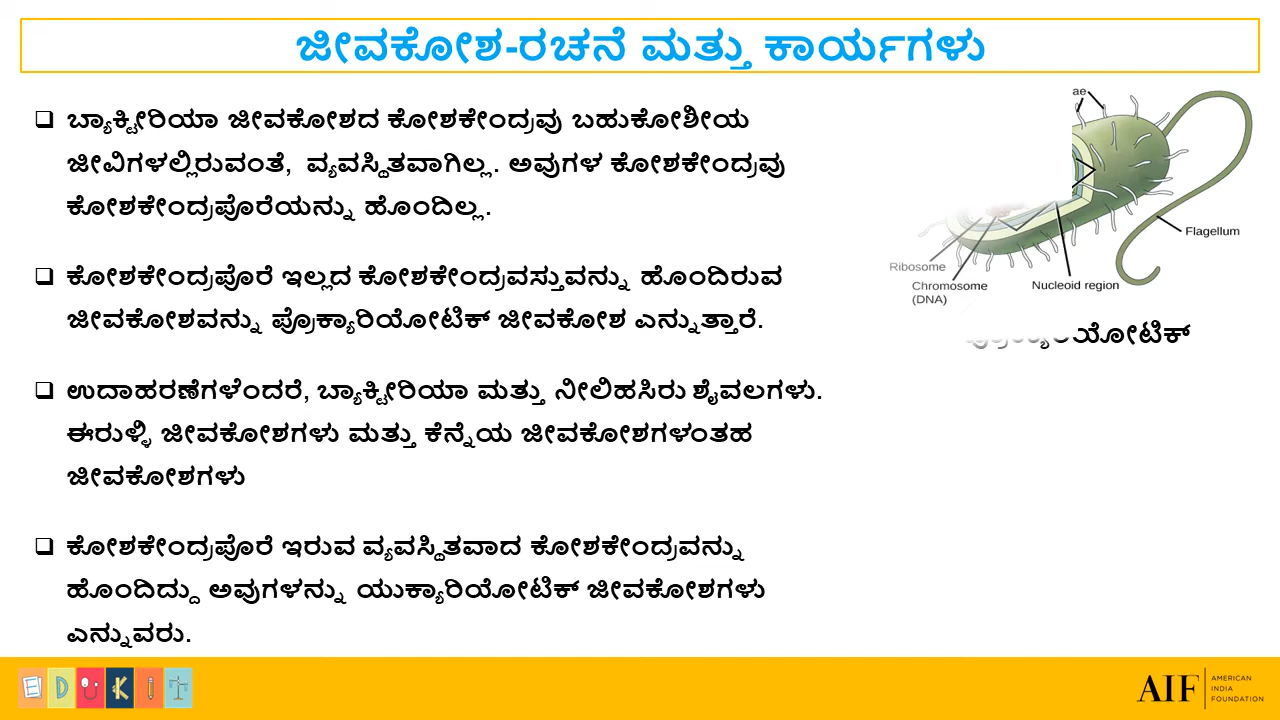 ಜೀವಕೋಶ-ರಚನೆ ಮತ್ತು ಕಾರ್ಯಗಳು
ಬ್ಯಾಕ್ಟೀರಿಯಾ ಜೀವಕೋಶದ ಕೋಶಕೇಂದ್ರವು ಬಹುಕೋಶೀಯ
ಜೀವಿಗಳಲ್ಲಿರುವಂತೆ, ವ್ಯವಸ್ಥಿತವಾಗಿಲ್ಲ. ಅವುಗಳ ಕೋಶಕೇಂದ್ರವು
ಕೋಶಕೇಂದ್ರಪೊರೆಯನ್ನು ಹೊಂದಿಲ್ಲ.
ಕೋಶಕೇಂದ್ರಪೊರೆ ಇಲ್ಲದ ಕೋಶಕೇಂದ್ರವಸ್ತುವನ್ನು ಹೊಂದಿರುವ
ಜೀವಕೋಶವನ್ನು ಪ್ರೊಕ್ಯಾರಿಯೋಟಿಕ್ ಜೀವಕೋಶ ಎನ್ನುತ್ತಾರೆ.
ಉದಾಹರಣೆಗಳೆಂದರೆ, ಬ್ಯಾಕ್ಟೀರಿಯಾ ಮತ್ತು ನೀಲಿಹಸಿರು ಶೈವಲಗಳು.
ಈರುಳ್ಳಿ ಜೀವಕೋಶಗಳು ಮತ್ತು ಕೆನ್ನೆಯ ಜೀವಕೋಶಗಳಂತಹ
ಜೀವಕೋಶಗಳು
ಕೋಶಕೇಂದ್ರಪೊರೆ ಇರುವ ವ್ಯವಸ್ಥಿತವಾದ ಕೋಶಕೇಂದ್ರವನ್ನು
ಹೊಂದಿದ್ದು ಅವುಗಳನ್ನು ಯುಕ್ಯಾರಿಯೋಟಿಕ್ ಜೀವಕೋಶಗಳು
ಎನ್ನುವರು.
Flagellum
Ribosome
Chromosome
(DNA)
Nucleoid region
EDUKIT
AIF
AMERICAN
INDIA
FOUNDATION